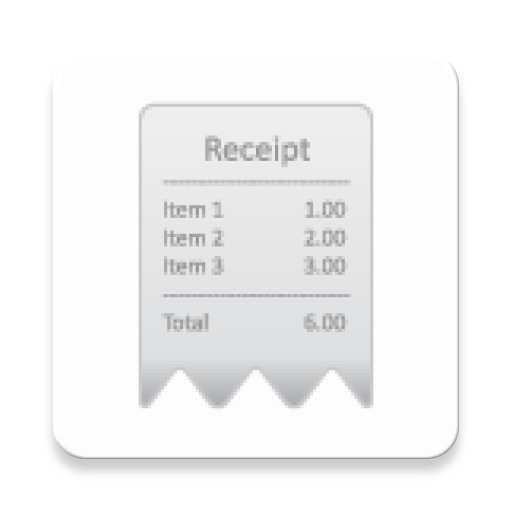 Receipt
Item 1 1.00
Item 2 2.00
Item 3 3.00
Total 6.00